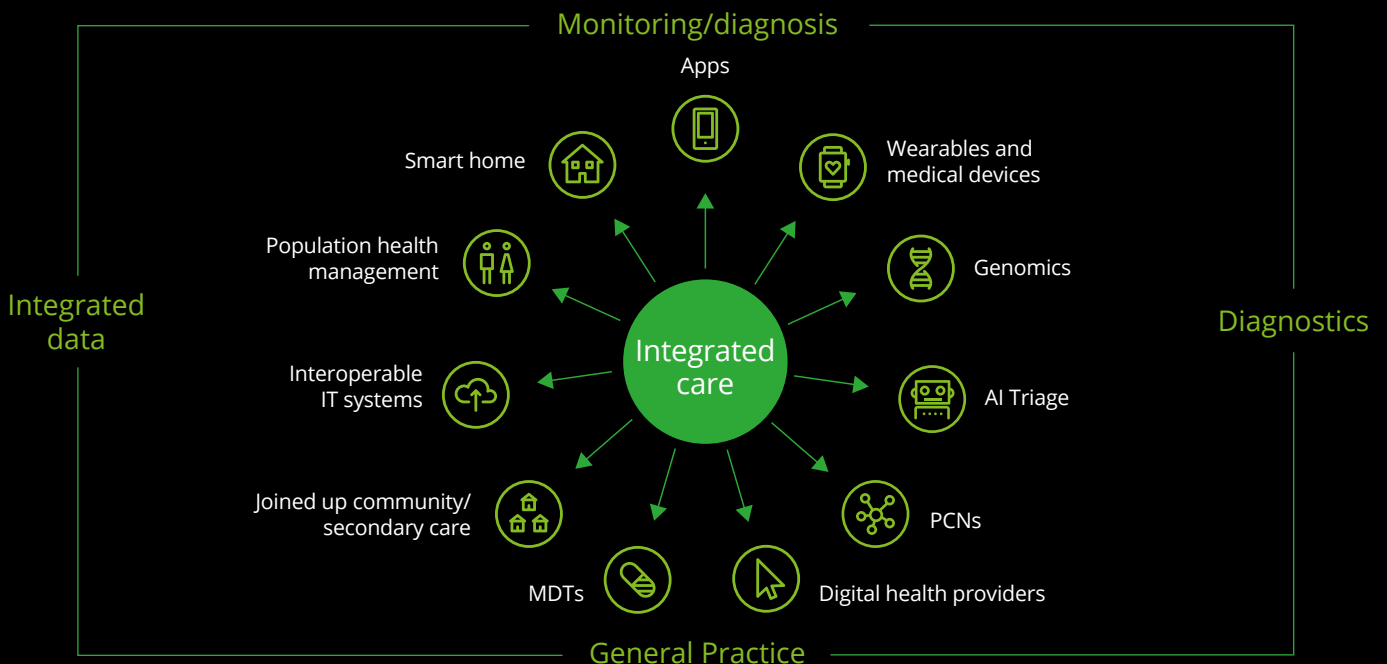 Monitoring/diagnosis
Apps
Smart home
Wearables and
medical devices
Population health
management
Genomics
Integrated
data
Diagnostics
Integrated
care
Interoperable
IT systems
AI Triage
Joined up community/
secondary care
PCNs
MDTs
Digital health providers
General Practice